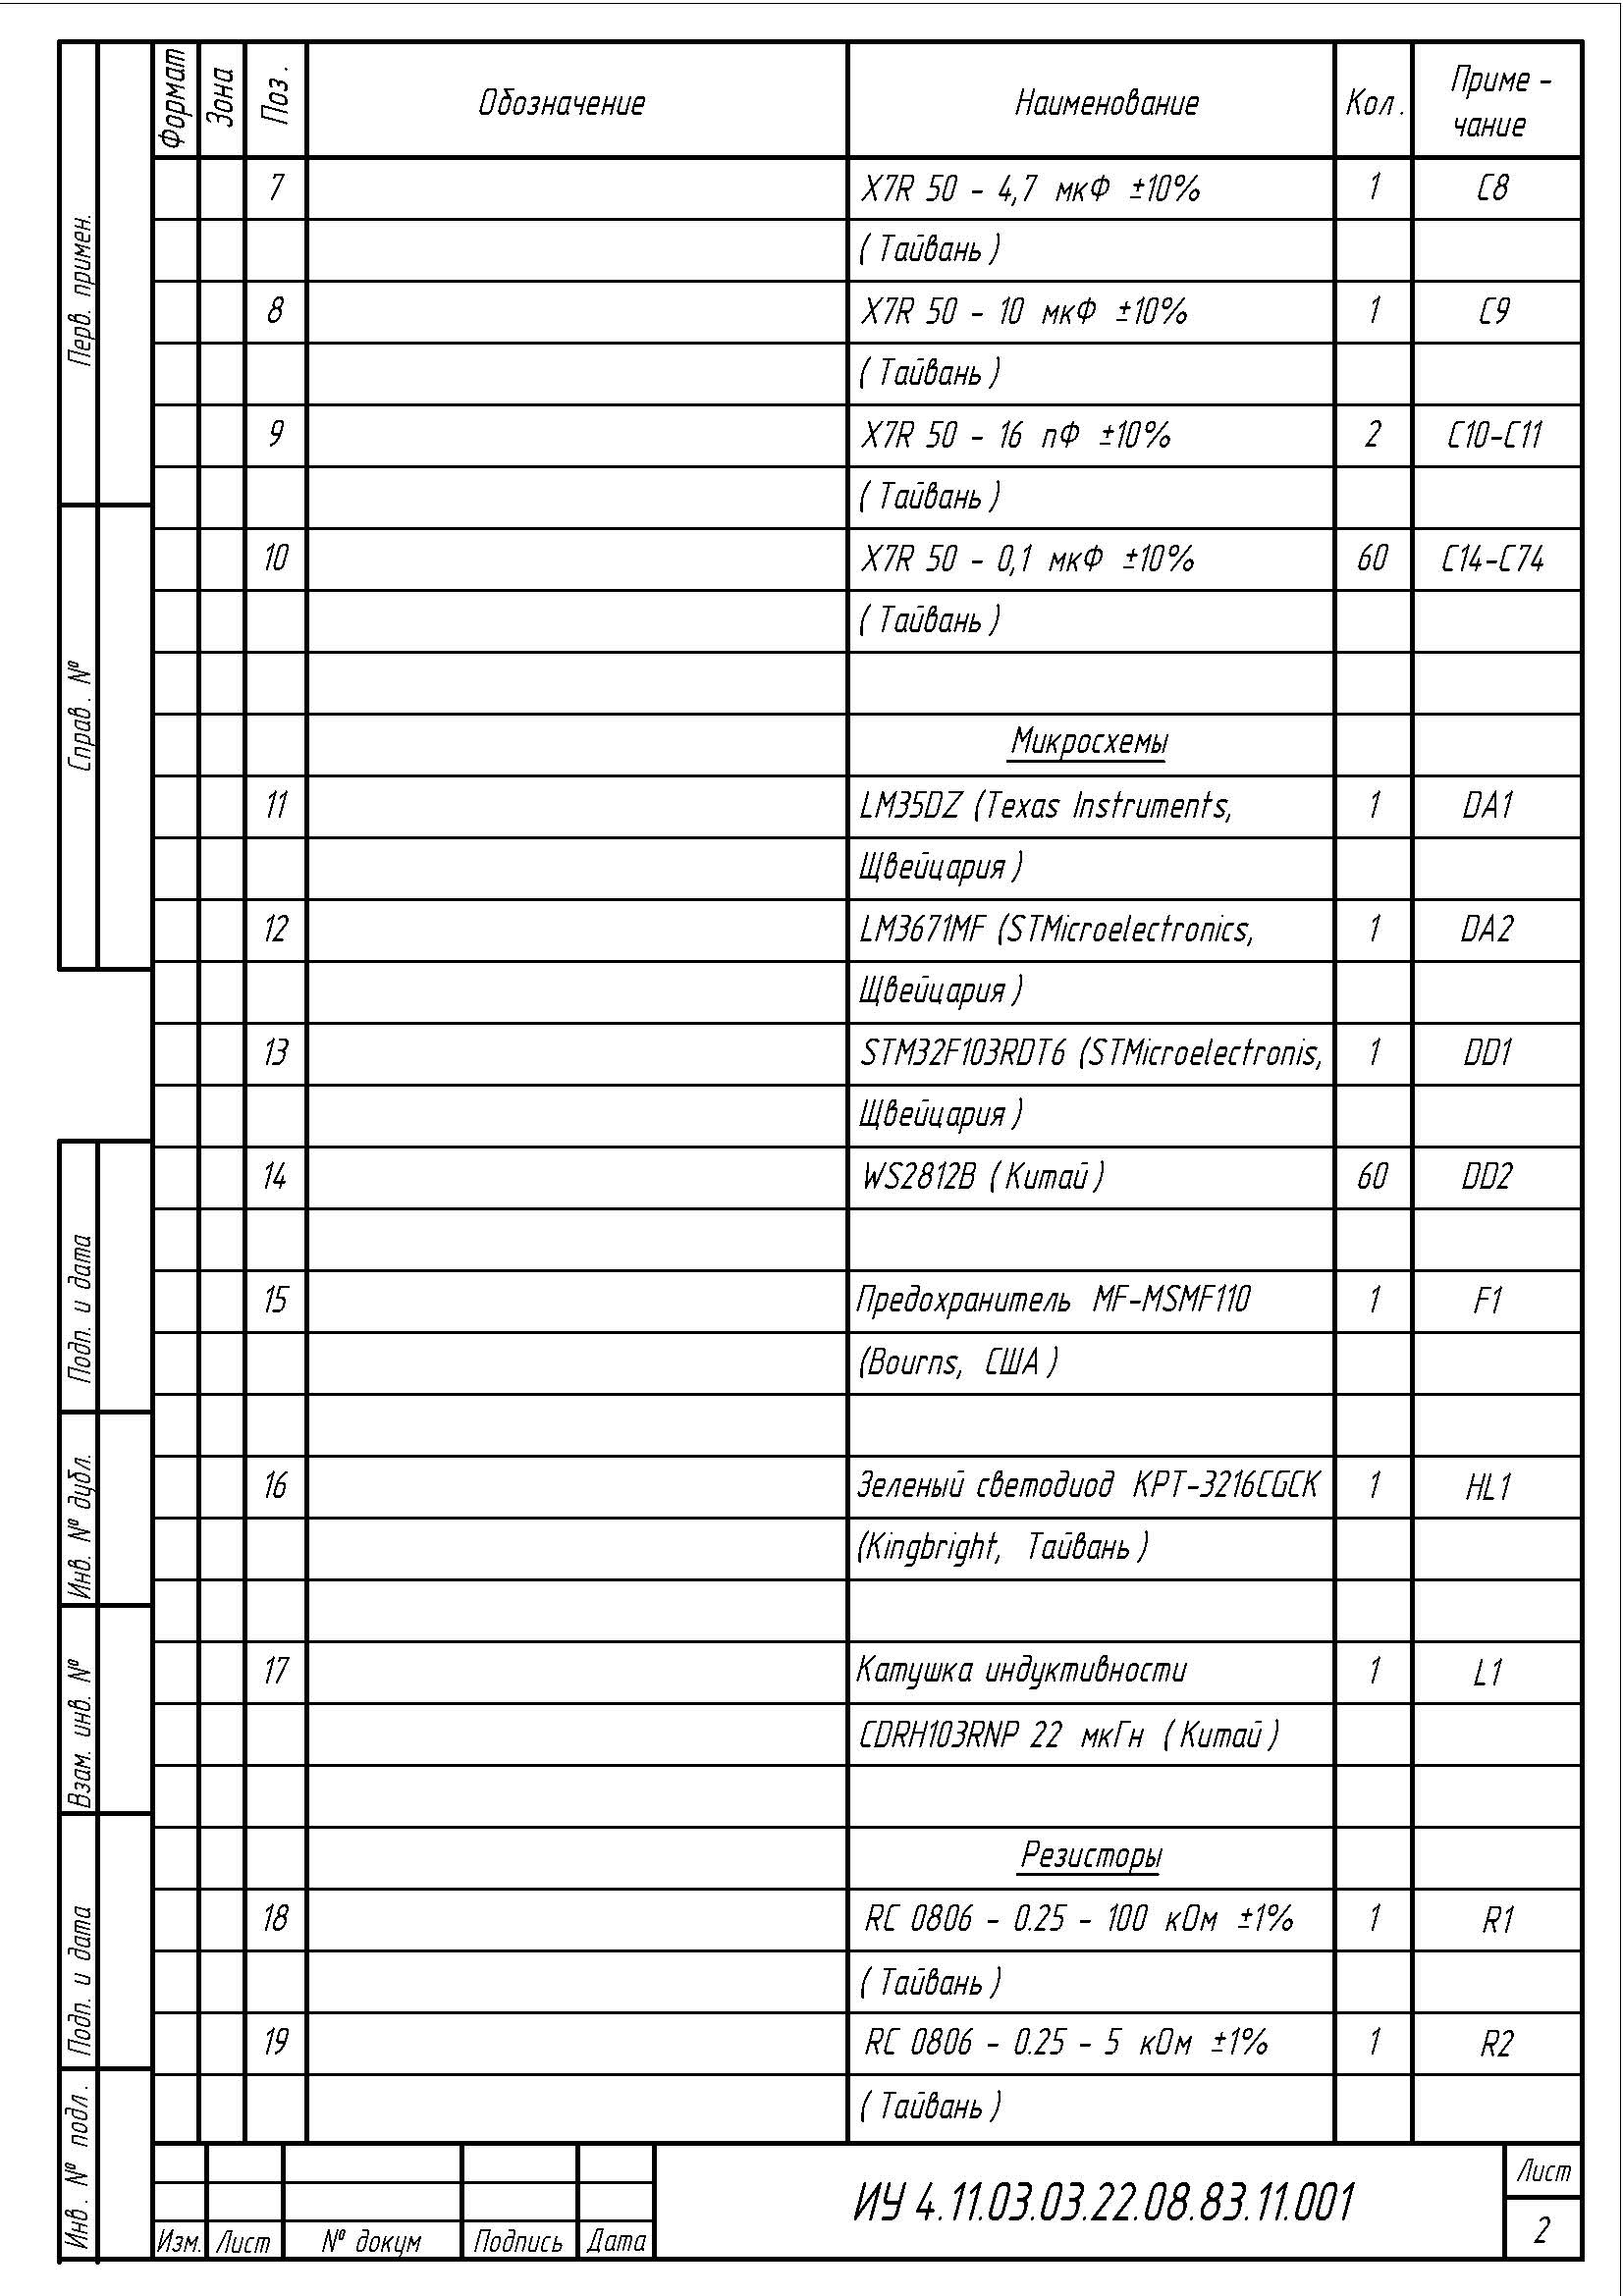 Формат Зона Поз. Обозначение Наименование Кол. Приме-
чание
7 X7R 50 - 4,7 мкФ ±10% 1 C8
(Тайвань)
8 X7R 50 - 10 мкФ ±10% 1 C9
(Тайвань)
9 X7R 50 - 16 пФ ±10% 2 C10-C11
(Тайвань)
10 X7R 50 - 0,1 мкФ ±10% 60 C14-C74
(Тайвань)
Микросхемы
11 LM35DZ (Texas Instruments, 1 DA1
Щвейцария)
12 LM3671MF (STMicroelectronics, 1 DA2
Щвейцария)
13 STM32F103RDT6 (STMicroelectronis, 1 DD1
Щвейцария)
14 WS2812B (Китай) 60 DD2
15 Предохранитель MF-MSMF110 1 F1
(Bourns, США)
16 Зеленый светодиод KPT-3216CGCK 1 HL1
(Kingbright, Тайвань)
17 Катушка индуктивности 1 L1
CDRH103RNP 22 мкГн (Китай)
Резисторы
18 RC 0806 - 0.25 - 100 кОм ±1% 1 R1
(Тайвань)
19 RC 0806 - 0.25 - 5 кОм ±1% 1 R2
(Тайвань)
Перв. примен.
Справ. №
Подп. и дата
Инв. № дубл.
Взам. инв. №
Подп. и дата
Инв. № подл.
Изм. Лист № докум Подпись Дата
ИУ 4.11.03.03.22.08.83.11.001
Лист
2